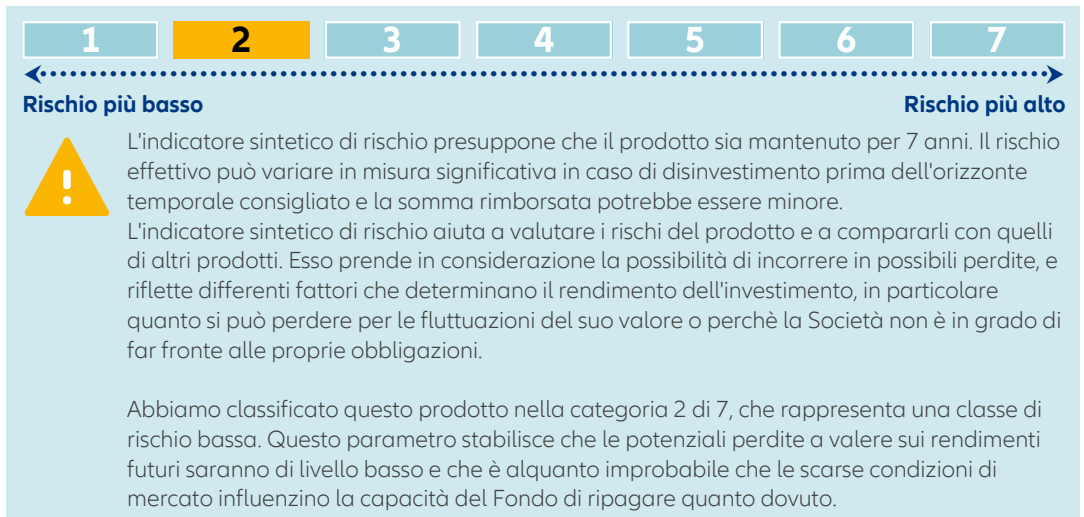 1 2 3 4 5 6 7
Rischio più basso Rischio più alto
L'indicatore sintetico di rischio presuppone che il prodotto sia mantenuto per 7 anni. Il rischio
effettivo può variare in misura significativa in caso di disinvestimento prima dell'orizzonte
temporale consigliato e la somma rimborsata potrebbe essere minore.
L'indicatore sintetico di rischio aiuta a valutare i rischi del prodotto e a compararli con quelli
di altri prodotti. Esso prende in considerazione la possibilità di incorrere in possibili perdite, e
riflette differenti fattori che determinano il rendimento dell'investimento, in particolare
quanto si può perdere per le fluttuazioni del suo valore o perchè la Società non è in grado di
far fronte alle proprie obbligazioni.
Abbiamo classificato questo prodotto nella categoria 2 di 7, che rappresenta una classe di
rischio bassa. Questo parametro stabilisce che le potenziali perdite a valere sui rendimenti
futuri saranno di livello basso e che è alquanto improbabile che le scarse condizioni di
mercato influenzino la capacità del Fondo di ripagare quanto dovuto.